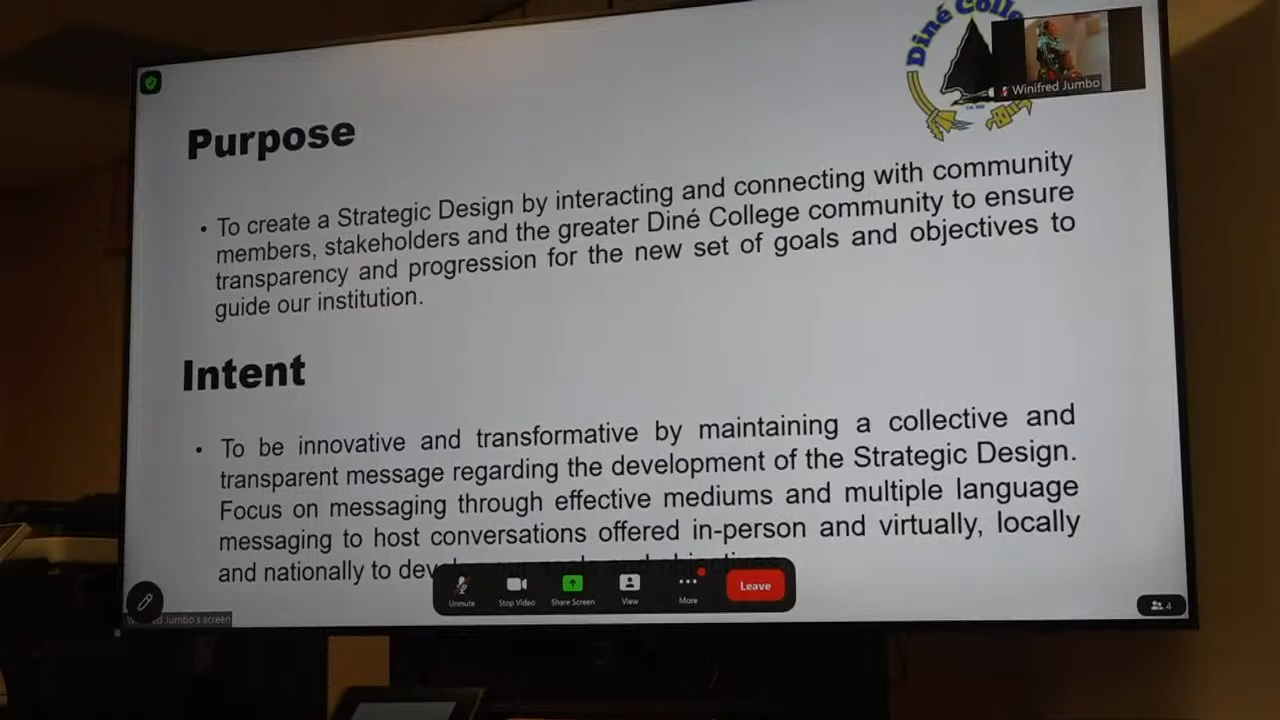 Diné Colle
Winifred Jumbo
Purpose
• To create a Strategic Design by interacting and connecting with community
members, stakeholders and the greater Diné College community to ensure
transparency and progression for the new set of goals and objectives to
guide our institution.
Intent
• To be innovative and transformative by maintaining a collective and
transparent message regarding the development of the Strategic Design.
Focus on messaging through effective mediums and multiple language
messaging to host conversations offered in-person and virtually, locally
and nationally to dev
Unmute
Stop Video
Share Screen
View
More
Leave
Jumbo's screen
4